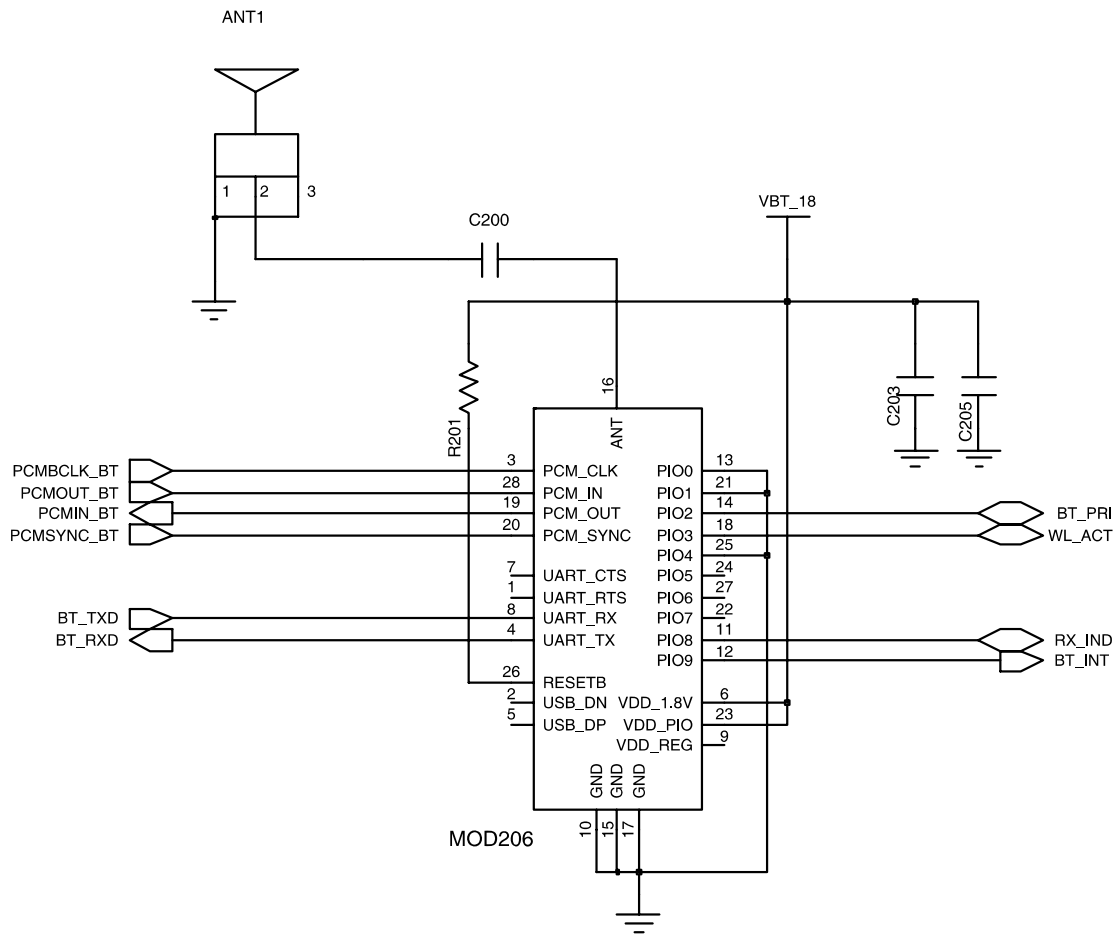 ANT1
1 2 3
C200
VBT_18
16
R201
C203
C205
ANT
PCMBCLK_BT 3 PCM_CLK PIO0 13
PCMOUT_BT 28 PCM_IN PIO1 21
PCMIN_BT 19 PCM_OUT PIO2 14 BT_PRI
PCMSYNC_BT 20 PCM_SYNC PIO3 18 WL_ACT
PIO4 25
7 UART_CTS PIO5 24
1 UART_RTS PIO6 27
BT_TXD 8 UART_RX PIO7 22
BT_RXD 4 UART_TX PIO8 11 RX_IND
PIO9 12 BT_INT
26 RESETB
2 USB_DN VDD_1.8V 6
5 USB_DP VDD_PIO 23
VDD_REG 9
GND GND GND
10 15 17
MOD206